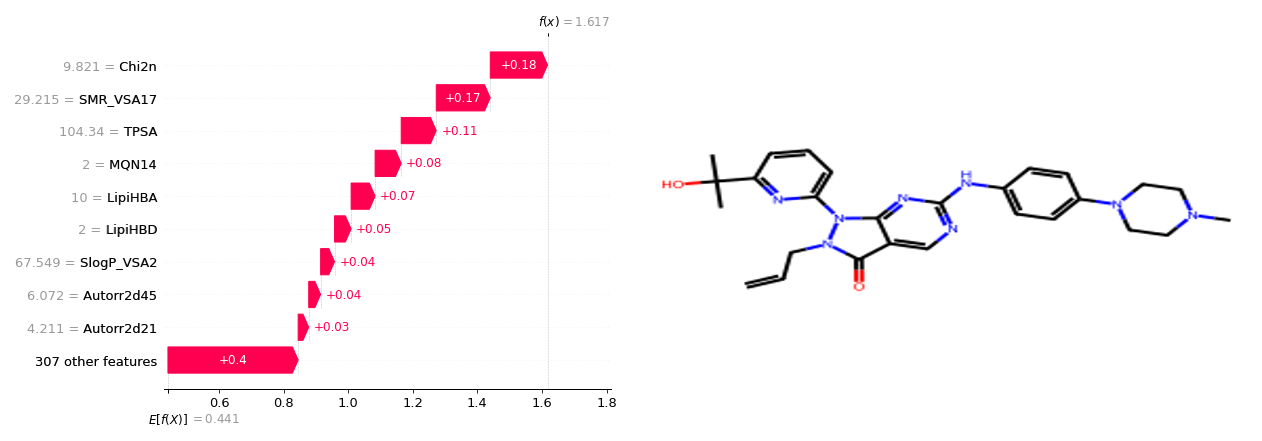 f(x) = 1.617
9.821 = Chi2n
+0.18
29.215 = SMR_VSA17
+0.17
104.34 = TPSA
+0.11
2 = MQN14
+0.08
10 = LipiHBA
+0.07
2 = LipiHBD
+0.05
67.549 = SlogP_VSA2
+0.04
6.072 = Autorr2d45
+0.04
4.211 = Autorr2d21
+0.03
307 other features
+0.4
0.6 0.8 1.0 1.2 1.4 1.6 1.8
E[f(X)] = 0.441
HO
N
N
N
O
N
N
H
N
N
N